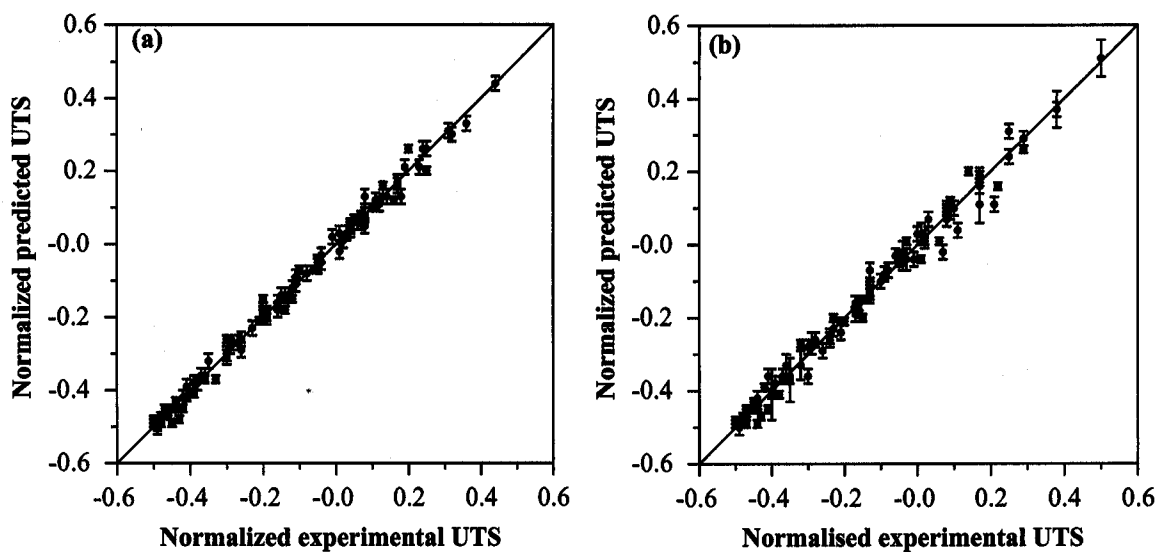 (a)
Normalized predicted UTS
0.6
0.4
0.2
-0.0
-0.2
-0.4
-0.6
-0.6 -0.4 -0.2 -0.0 0.2 0.4 0.6
Normalized experimental UTS
(b)
Normalized predicted UTS
0.6
0.4
0.2
-0.0
-0.2
-0.4
-0.6
-0.6 -0.4 -0.2 -0.0 0.2 0.4 0.6
Normalised experimental UTS